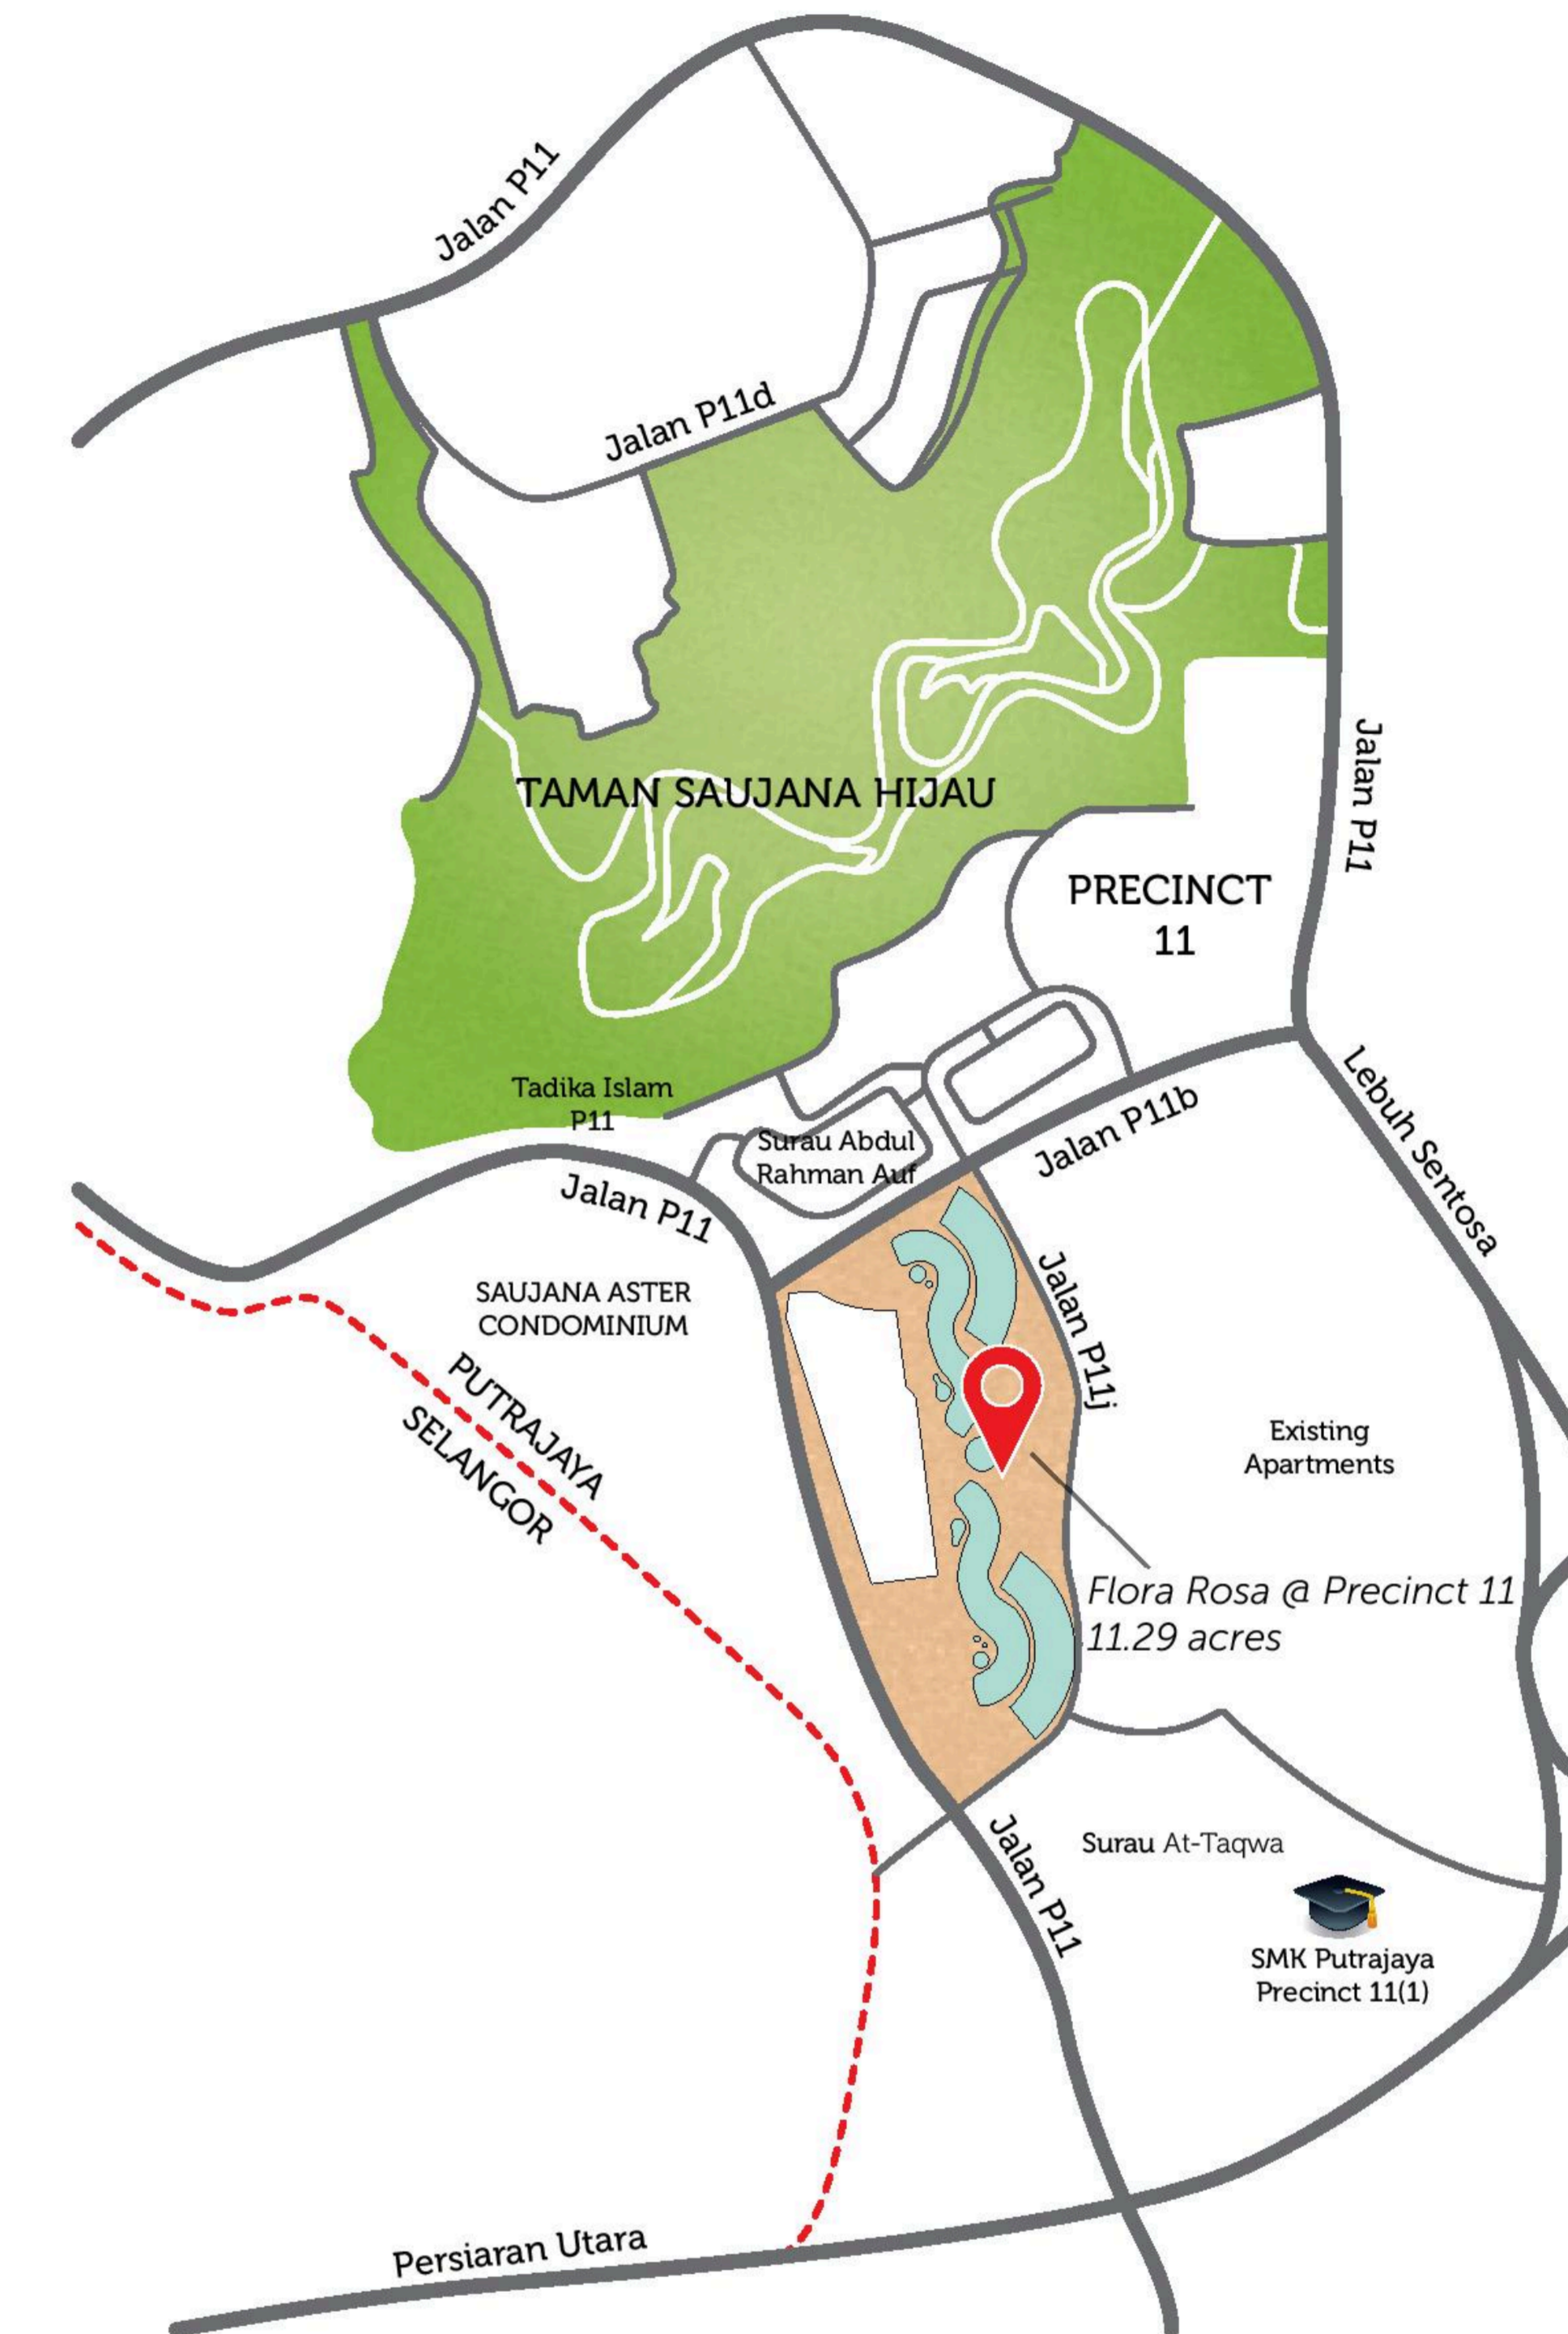 Jalan P11
Jalan P11d
TAMAN SAUJANA HIJAU
Jalan P11
PRECINCT
11
Tadika Islam
P11
Surau Abdul
Rahman Auf
Jalan P11b
Lebuh Sentosa
Jalan P11
SAUJANA ASTER
CONDOMINIUM
Jalan P11j
PUTRAJAYA
SELANGOR
Existing
Apartments
Flora Rosa @ Precinct 11
11.29 acres
Jalan P11
Surau At-Taqwa
SMK Putrajaya
Precinct 11(1)
Persiaran Utara